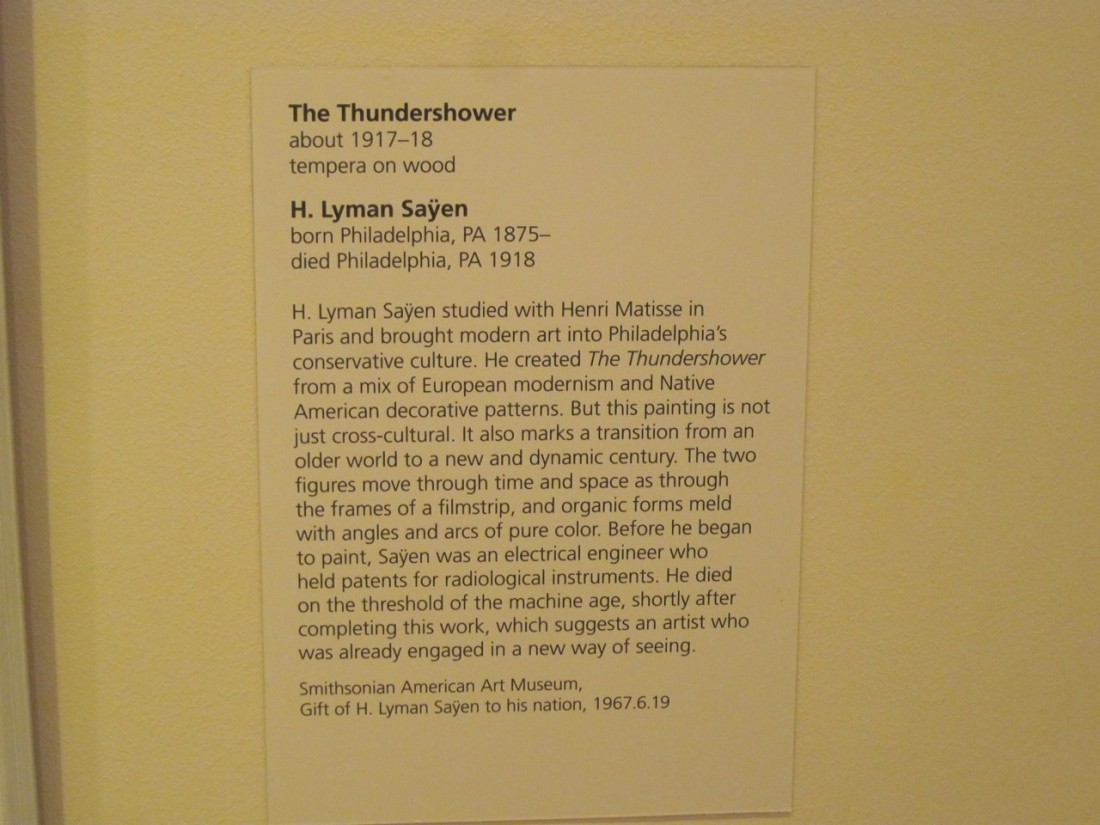 The Thundershower
about 1917–18
tempera on wood
H. Lyman Saÿen
born Philadelphia, PA 1875–
died Philadelphia, PA 1918
H. Lyman Saÿen studied with Henri Matisse in
Paris and brought modern art into Philadelphia's
conservative culture. He created The Thundershower
from a mix of European modernism and Native
American decorative patterns. But this painting is not
just cross-cultural. It also marks a transition from an
older world to a new and dynamic century. The two
figures move through time and space as through
the frames of a filmstrip, and organic forms meld
with angles and arcs of pure color. Before he began
to paint, Saÿen was an electrical engineer who
held patents for radiological instruments. He died
on the threshold of the machine age, shortly after
completing this work, which suggests an artist who
was already engaged in a new way of seeing.
Smithsonian American Art Museum,
Gift of H. Lyman Saÿen to his nation, 1967.6.19